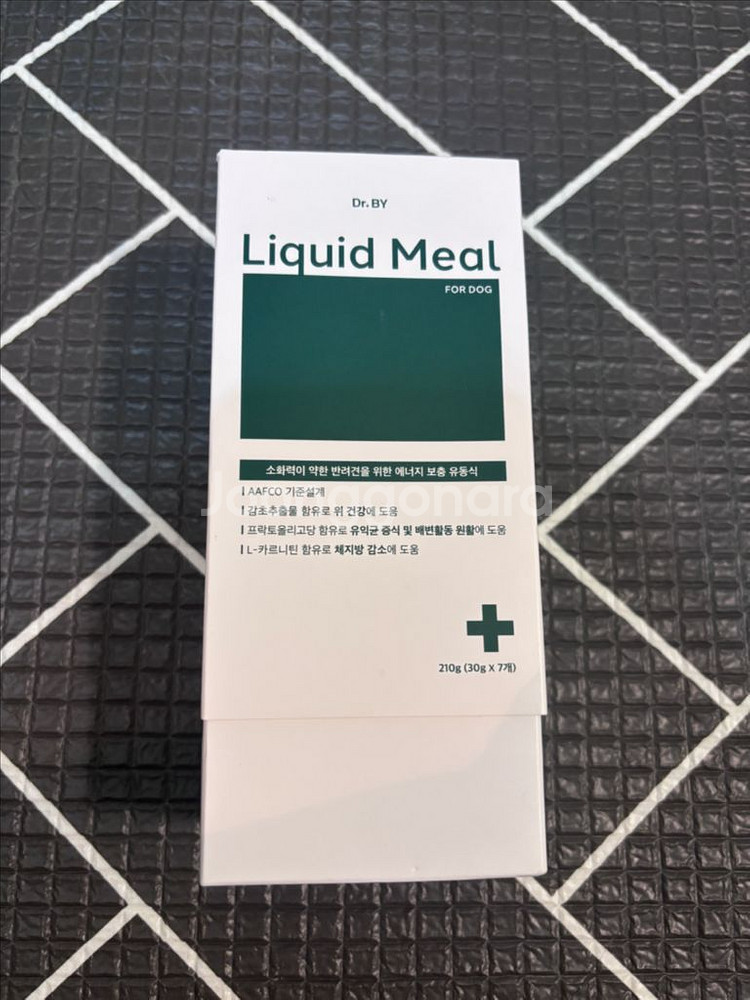 Dr. BY
Liquid Meal
FOR DOG
소화력이 약한 반려견을 위한 에너지 보충 유동식
AAFCO 기준설계
감초추출물 함유로 위 건강에 도움
프락토올리고당 함유로 유익균 증식 및 배변활동 원활에 도움
L-카르니틴 함유로 체지방 감소에 도움
Joonggonara
210g (30g X 7개)